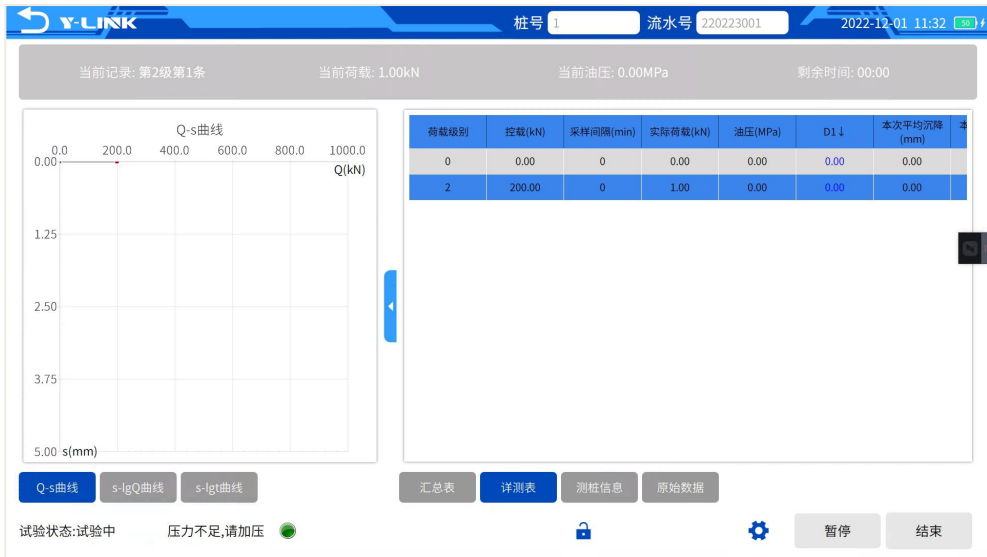 Y-LINK 桩号 1 流水号 220223001 2022-12-01 11:32 50
当前记录: 第2级第1条 当前荷载: 1.00kN 当前油压: 0.00MPa 剩余时间: 00:00
Q-s曲线
0.0 200.0 400.0 600.0 800.0 1000.0
0.00 Q(kN)
1.25
2.50
3.75
5.00 s(mm)
荷载级别 控载(kN) 采样间隔(min) 实际荷载(kN) 油压(MPa) D1↓ 本次平均沉降(mm)
0 0.00 0 0.00 0.00 0.00 0.00
2 200.00 0 1.00 0.00 0.00 0.00
Q-s曲线 s-lgQ曲线 s-lgt曲线 汇总表 详测表 测桩信息 原始数据
试验状态:试验中 压力不足,请加压 暂停 结束